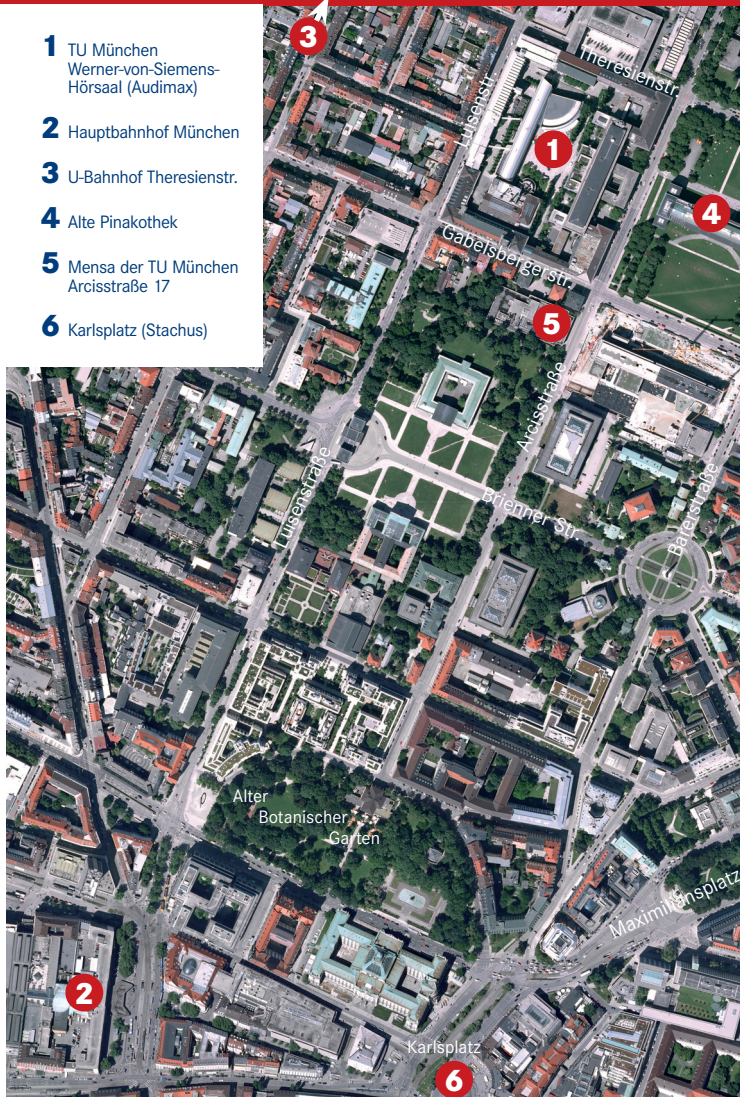 1 TU München
Werner-von-Siemens-
Hörsaal (Audimax)
2 Hauptbahnhof München
3 U-Bahnhof Theresienstr.
4 Alte Pinakothek
5 Mensa der TU München
Arcisstraße 17
6 Karlsplatz (Stachus)
3
Theresienstr.
Luisenstr.
1
4
Gabelsbergerstr.
5
Arcisstraße
Luisenstraße
Brienner Str.
Barerstraße
Alter
Botanischer
Garten
Maximiliansplatz
2
Karlsplatz
6